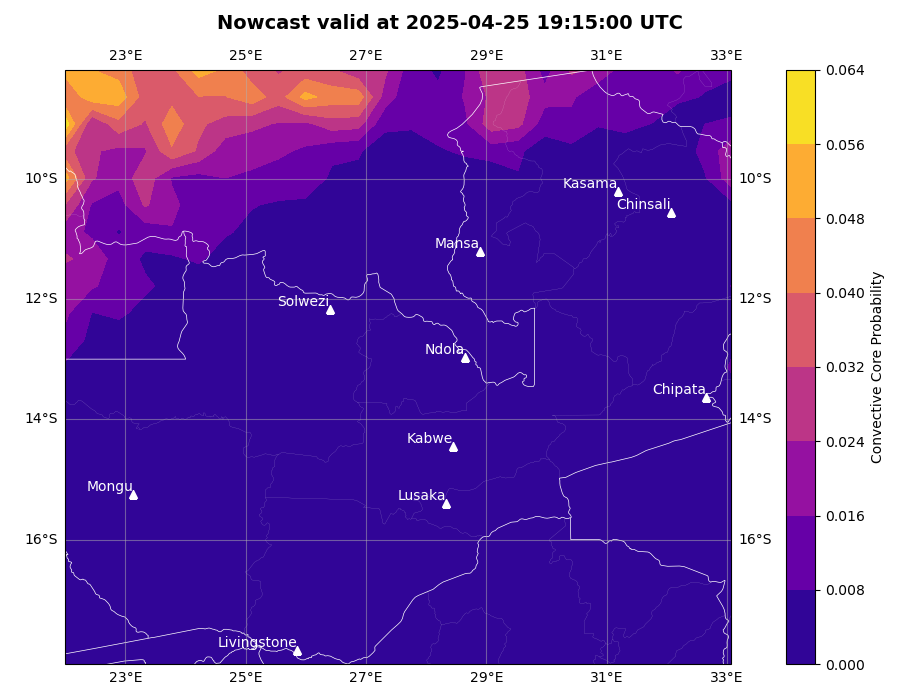 Nowcast valid at 2025-04-25 19:15:00 UTC
23°E 25°E 27°E 29°E 31°E 33°E
0.064
0.056
10°S 10°S
Kasama
Chinsali
0.048
Mansa
0.040
12°S 12°S
Solwezi
Ndola
0.032
Chipata
14°S 14°S
Kabwe
0.024
Mongu
Lusaka
0.016
16°S 16°S
0.008
Livingstone
0.000
23°E 25°E 27°E 29°E 31°E 33°E
Convective Core Probability